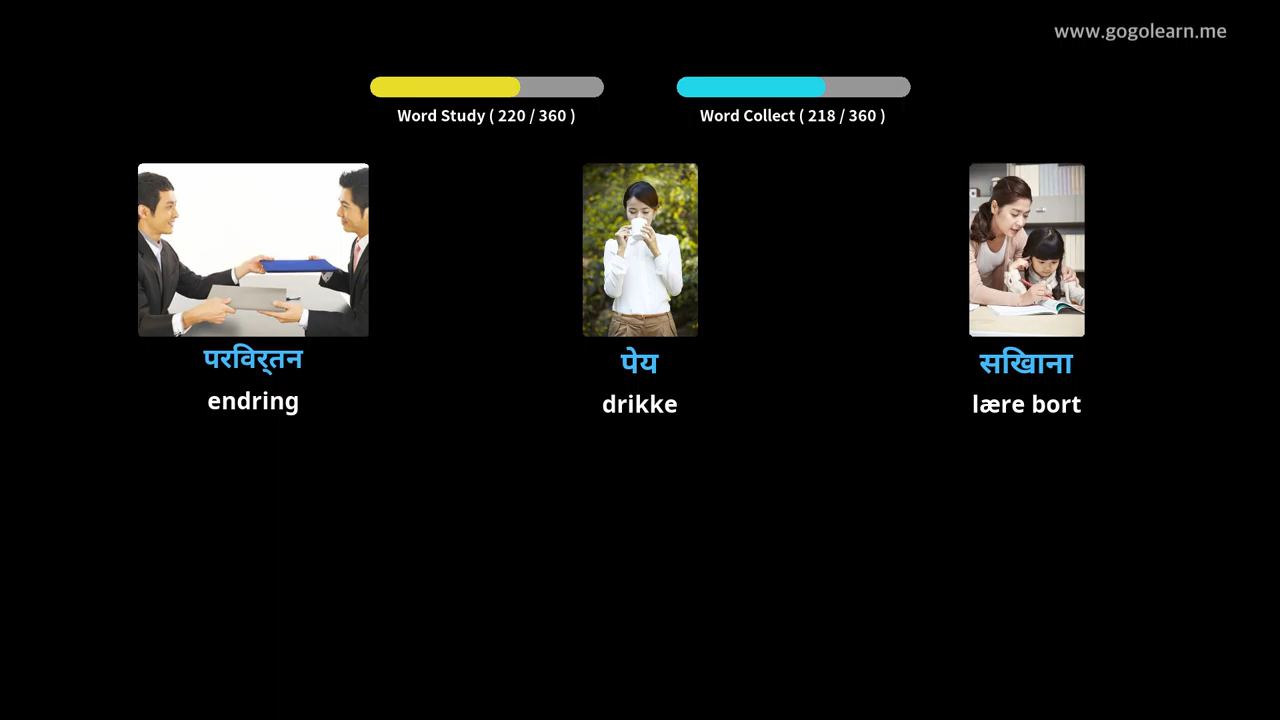 www.gogolearn.me
Word Study ( 220 / 360 )
Word Collect ( 218 / 360 )
परविर्‌तन
पेय
सखिाना
endring
drikke
lære bort